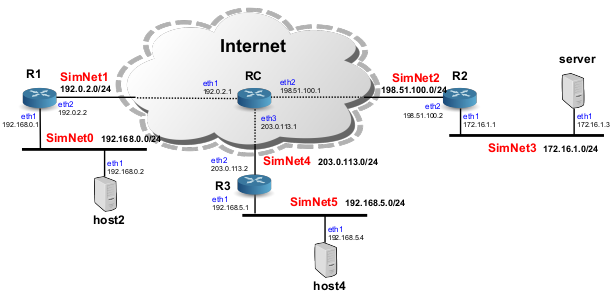 Internet
R1
SimNet1
192.0.2.0/24
eth2
192.0.2.2
eth1
192.168.0.1
SimNet0 192.168.0.0/24
eth1
192.168.0.2
host2
RC
eth1
192.0.2.1
eth2
198.51.100.1
eth3
203.0.113.1
SimNet2
198.51.100.0/24
R2
eth2
198.51.100.2
eth1
172.16.1.1
server
eth1
172.16.1.3
SimNet3 172.16.1.0/24
SimNet4 203.0.113.0/24
eth2
203.0.113.2
R3
eth1
192.168.5.1
SimNet5 192.168.5.0/24
eth1
192.168.5.4
host4